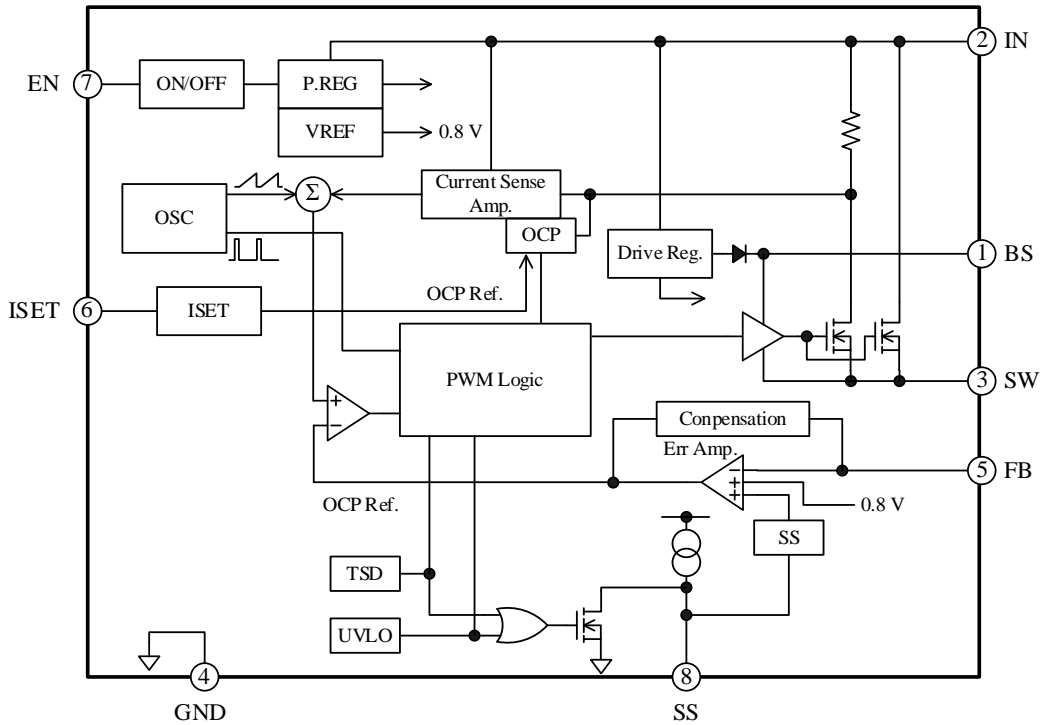 2 IN
EN 7
ON/OFF
P.REG
VREF
0.8 V
Σ
Current Sense
Amp.
OSC
OCP
Drive Reg.
1 BS
ISET 6
ISET
OCP Ref.
PWM Logic
3 SW
+
−
Conpensation
Err Amp.
5 FB
−
+
+
0.8 V
OCP Ref.
SS
TSD
UVLO
4
GND
8
SS